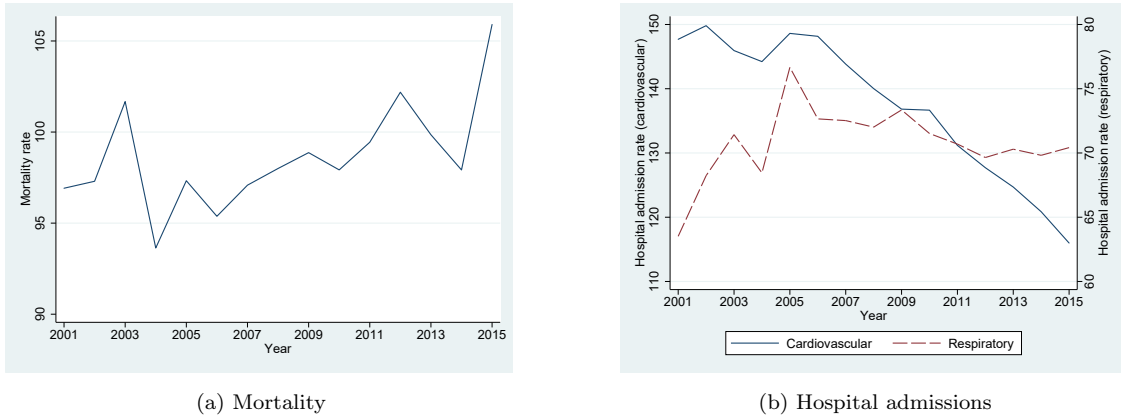 105
100
95
90
Mortality rate
2001 2003 2005 2007 2009 2011 2013 2015
Year
(a) Mortality
150
140
130
120
110
Hospital admission rate (cardiovascular)
80
75
70
65
60
Hospital admission rate (respiratory)
2001 2003 2005 2007 2009 2011 2013 2015
Year
Cardiovascular Respiratory
(b) Hospital admissions